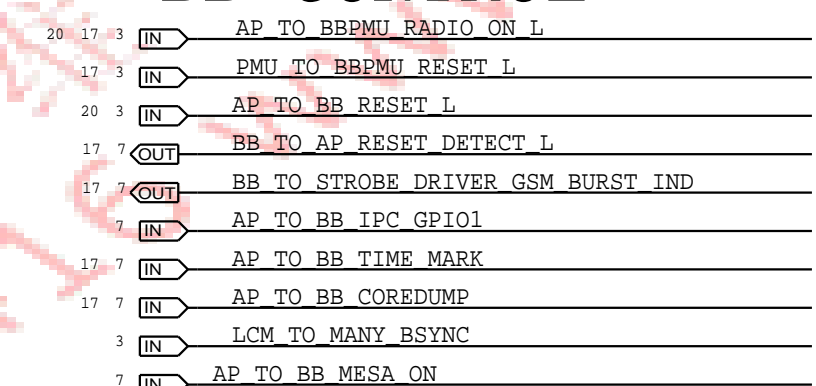 20 17 3 IN AP_TO_BBPMU_RADIO_ON_L
17 3 IN PMU_TO_BBPMU_RESET_L
20 3 IN AP_TO_BB_RESET_L
17 7 OUT BB_TO_AP_RESET_DETECT_L
17 7 OUT BB_TO_STROBE_DRIVER_GSM_BURST_IND
7 IN AP_TO_BB_IPC_GPIO1
17 7 IN AP_TO_BB_TIME_MARK
17 7 IN AP_TO_BB_COREDUMP
3 IN LCM_TO_MANY_BSYNC
7 IN AP_TO_BB_MESA_ON